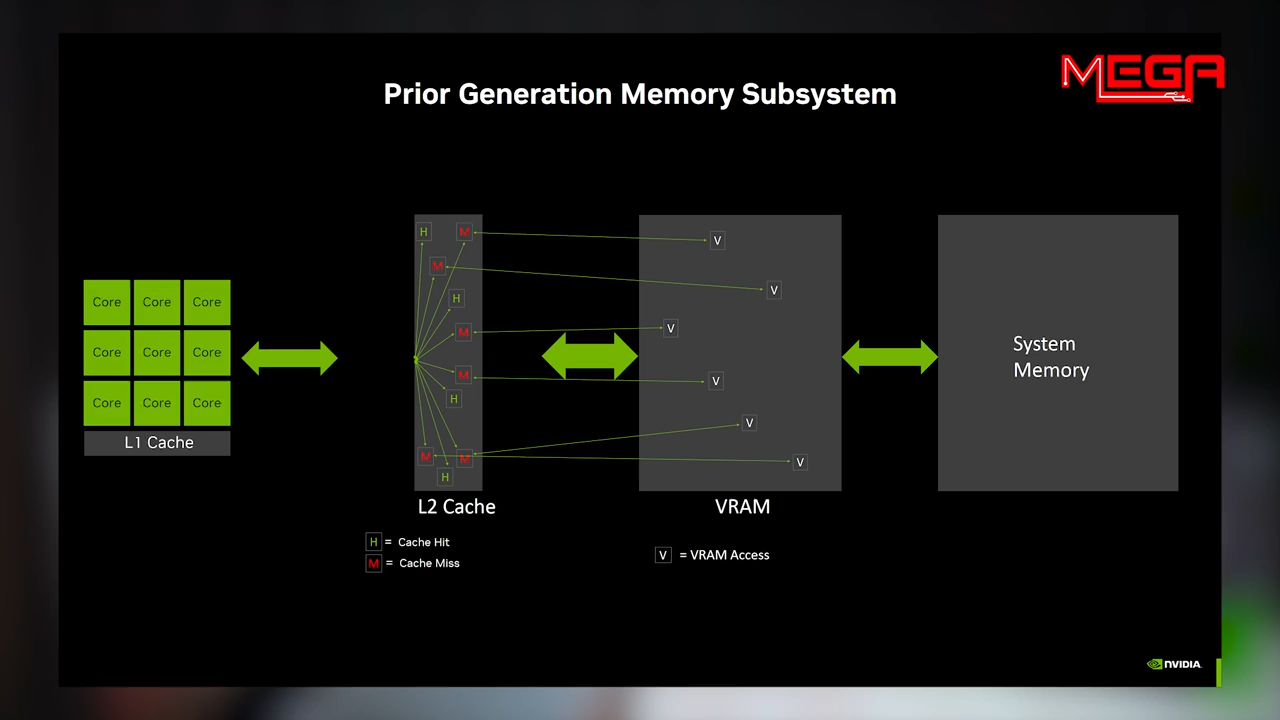 MEGA
Prior Generation Memory Subsystem
Core Core Core
Core Core Core
Core Core Core
L1 Cache
H M
M
H
M
M
H
M M
H
L2 Cache
H = Cache Hit
M = Cache Miss
V
V
V
V
V
V
VRAM
V = VRAM Access
System
Memory
NVIDIA.